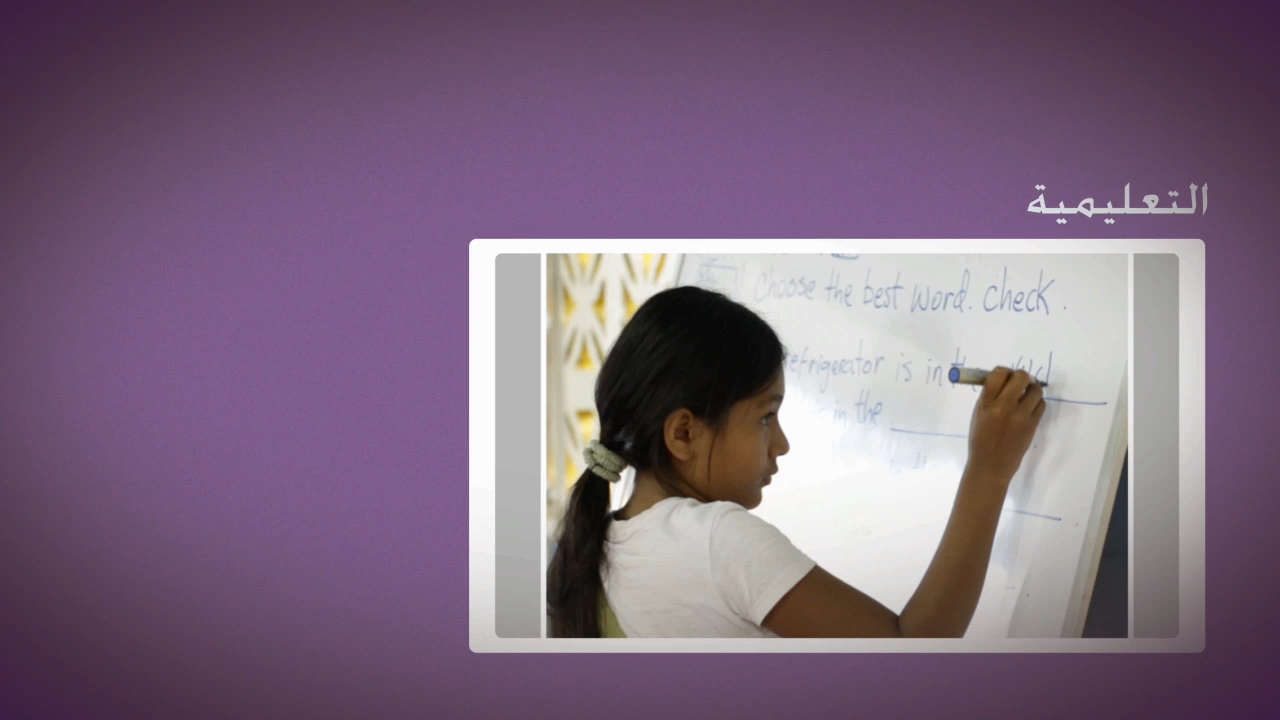 التعليمية
Choose the best word. Check.
refrigerator is in the
in the